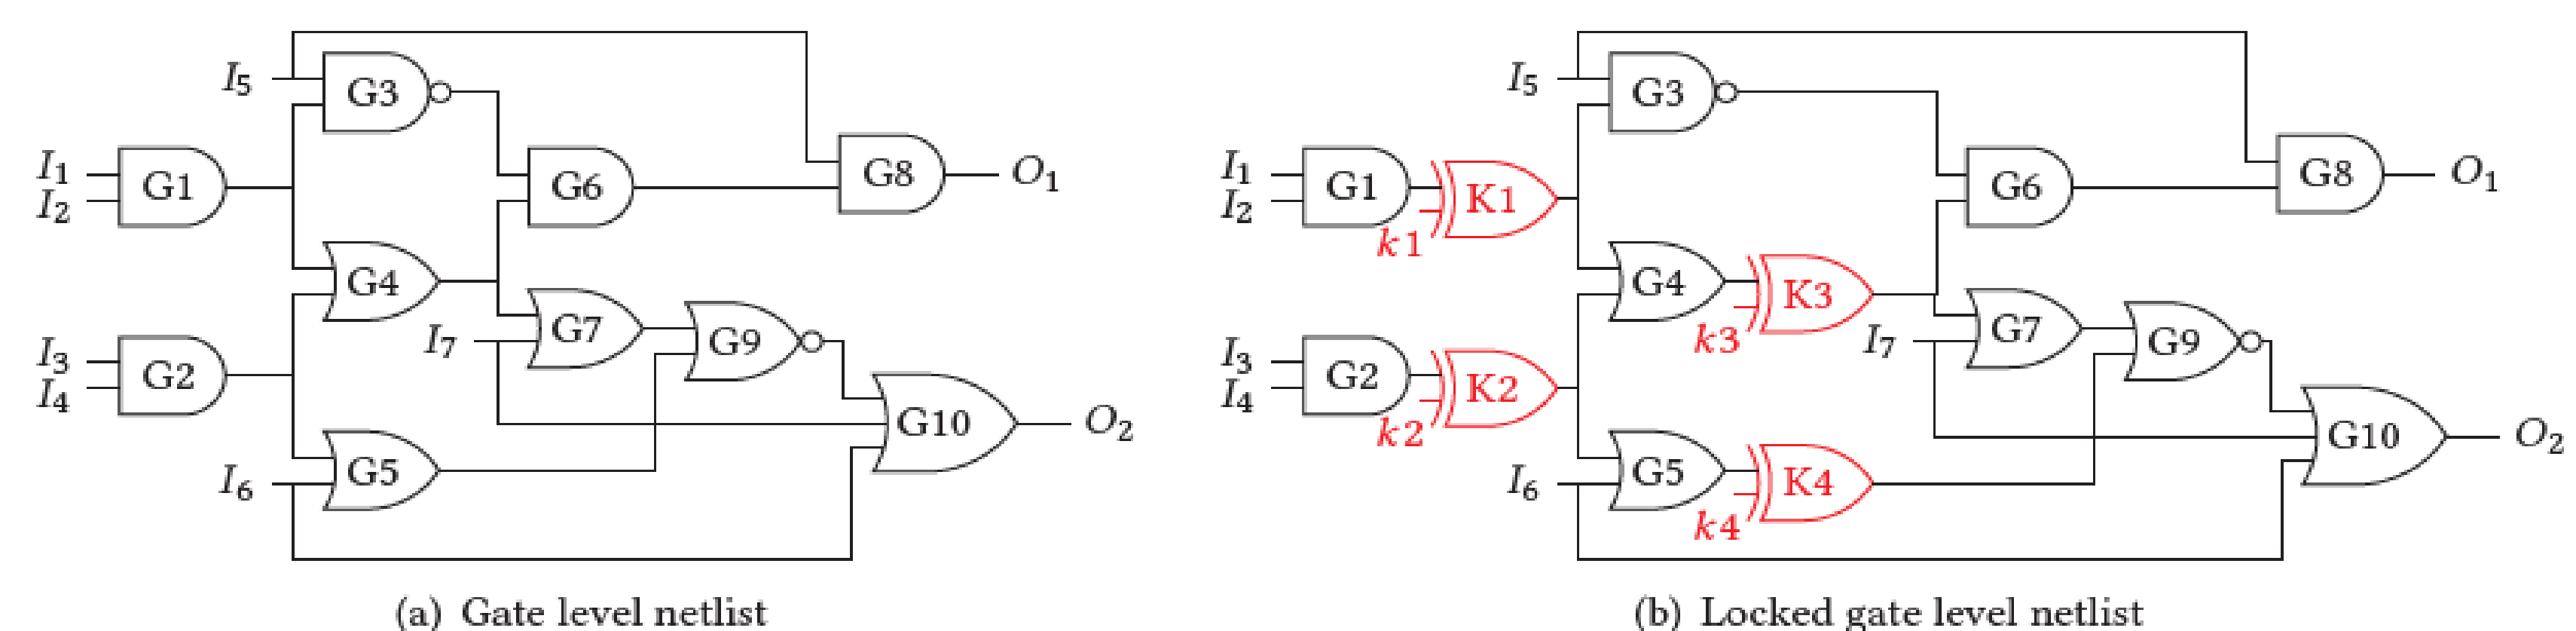 I5
G3
I1
I2
G1
G6
G8
O1
G4
I7
G7
G9
I3
I4
G2
G10
O2
I6
G5
(a) Gate level netlist
I5
G3
I1
I2
G1
K1
k1
G6
G8
O1
G4
K3
k3
I7
G7
G9
I3
I4
G2
K2
k2
G10
O2
I6
G5
K4
k4
(b) Locked gate level netlist